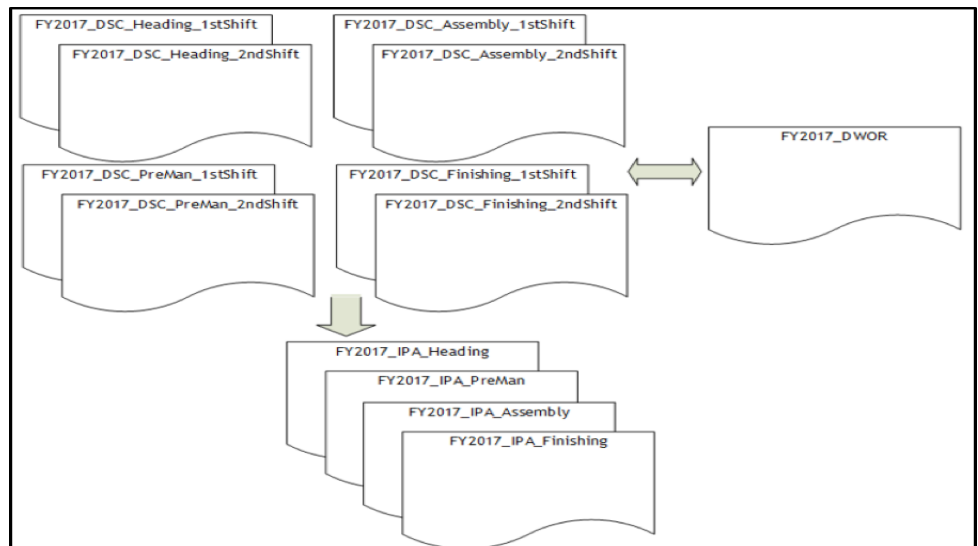 FY2017_DSC_Heading_1stShift
FY2017_DSC_Heading_2ndShift
FY2017_DSC_Assembly_1stShift
FY2017_DSC_Assembly_2ndShift
FY2017_DWOR
FY2017_DSC_PreMan_1stShift
FY2017_DSC_PreMan_2ndShift
FY2017_DSC_Finishing_1stShift
FY2017_DSC_Finishing_2ndShift
FY2017_IPA_Heading
FY2017_IPA_PreMan
FY2017_IPA_Assembly
FY2017_IPA_Finishing